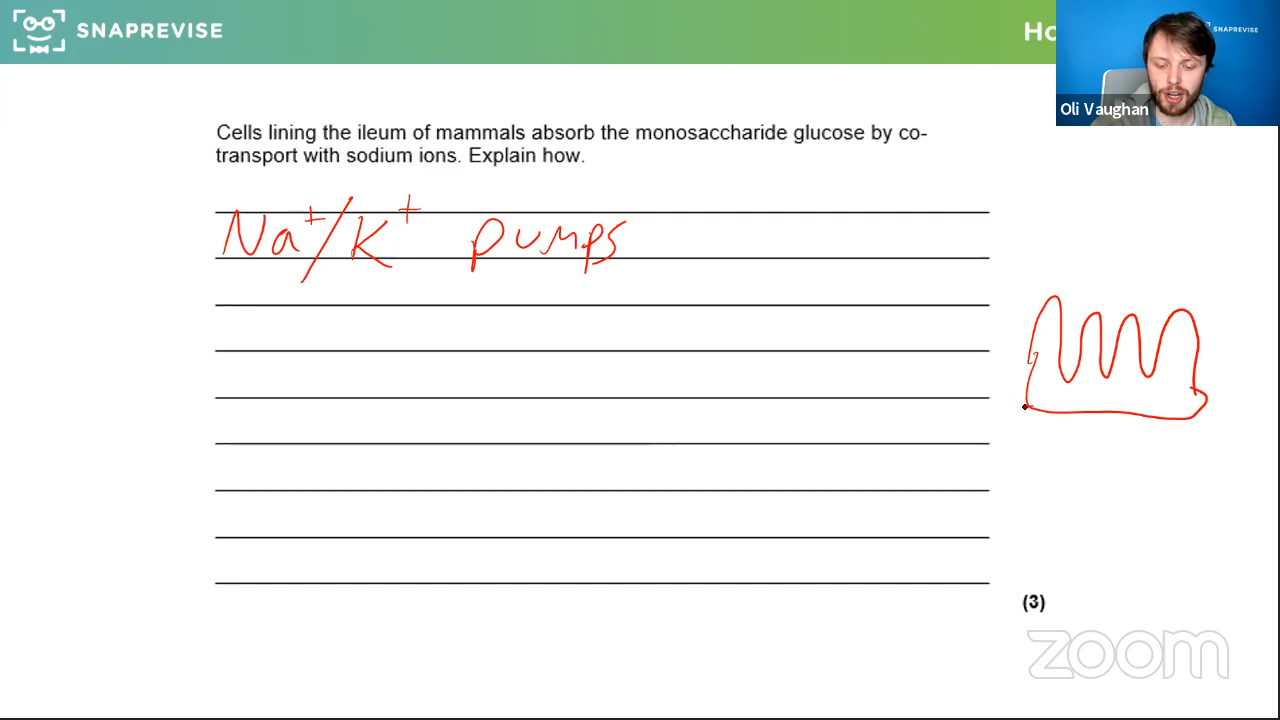 SNAPREVISE
Ho
SNAPREVISE
Oli Vaughan
Cells lining the ileum of mammals absorb the monosaccharide glucose by co-
transport with sodium ions. Explain how.
Na+/K+ pumps
(3)
zoom